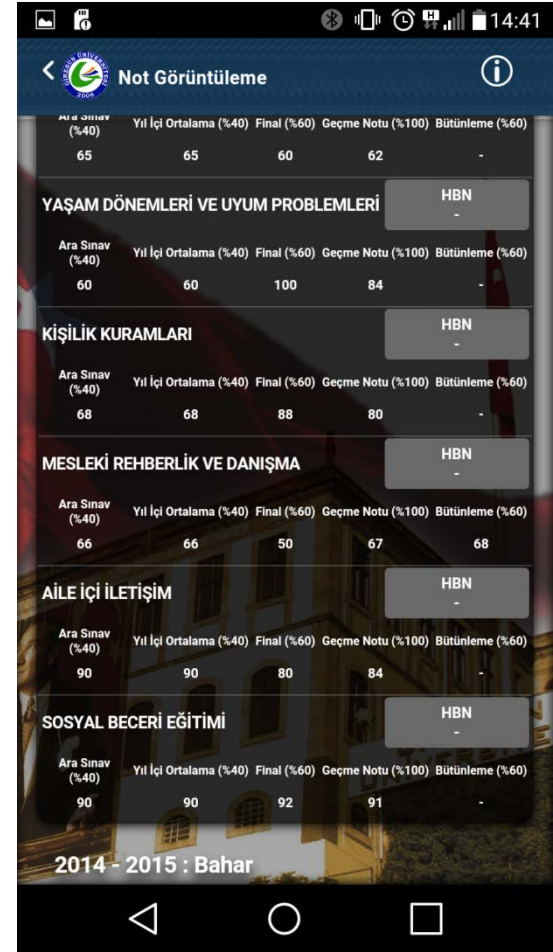 14:41
GİRESUN ÜNİVERSİTESİ
2006
Not Görüntüleme
Ara Sınav (%40) Yıl İçi Ortalama (%40) Final (%60) Geçme Notu (%100) Bütünleme (%60)
65 65 60 62 -
YAŞAM DÖNEMLERİ VE UYUM PROBLEMLERİ HBN -
Ara Sınav (%40) Yıl İçi Ortalama (%40) Final (%60) Geçme Notu (%100) Bütünleme (%60)
60 60 100 84 -
KİŞİLİK KURAMLARI HBN -
Ara Sınav (%40) Yıl İçi Ortalama (%40) Final (%60) Geçme Notu (%100) Bütünleme (%60)
68 68 88 80 -
MESLEKİ REHBERLİK VE DANIŞMA HBN -
Ara Sınav (%40) Yıl İçi Ortalama (%40) Final (%60) Geçme Notu (%100) Bütünleme (%60)
66 66 50 67 68
AİLE İÇİ İLETİŞİM HBN -
Ara Sınav (%40) Yıl İçi Ortalama (%40) Final (%60) Geçme Notu (%100) Bütünleme (%60)
90 90 80 84 -
SOSYAL BECERİ EĞİTİMİ HBN -
Ara Sınav (%40) Yıl İçi Ortalama (%40) Final (%60) Geçme Notu (%100) Bütünleme (%60)
90 90 92 91 -
2014 - 2015 : Bahar